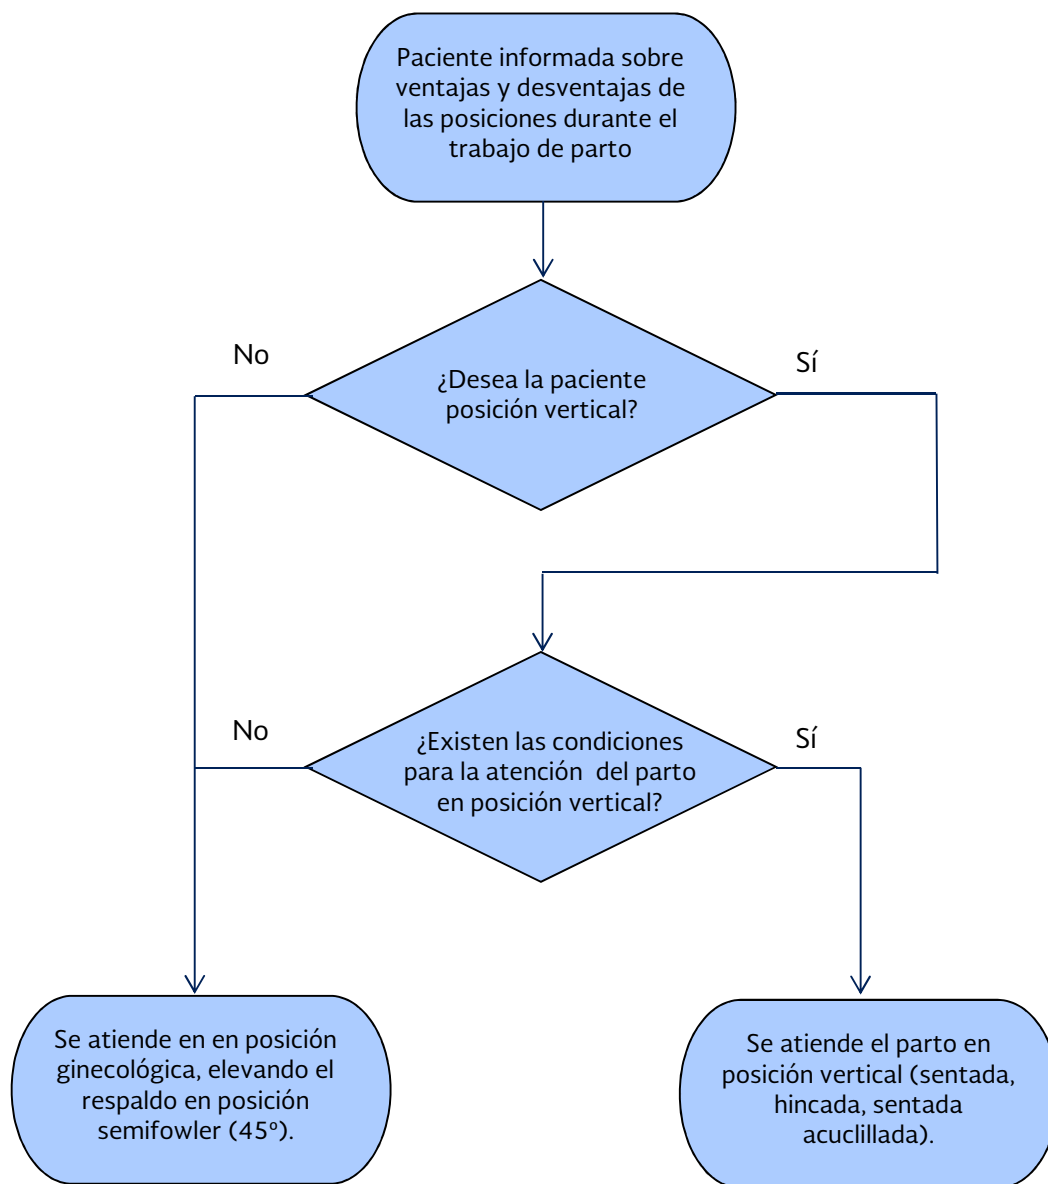 Paciente informada sobre
ventajas y desventajas de
las posiciones durante el
trabajo de parto
No
Sí
¿Desea la paciente
posición vertical?
No
Sí
¿Existen las condiciones
para la atención del parto
en posición vertical?
Se atiende en en posición
ginecológica, elevando el
respaldo en posición
semifowler (45º).
Se atiende el parto en
posición vertical (sentada,
hincada, sentada
acuclillada).